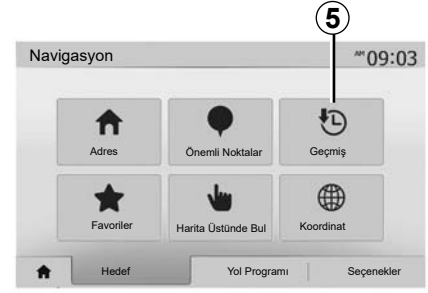 5
Navigasyon AM 09:03
Adres Önemli Noktalar Geçmiş
Favoriler Harita Üstünde Bul Koordinat
Hedef Yol Programı Seçenekler